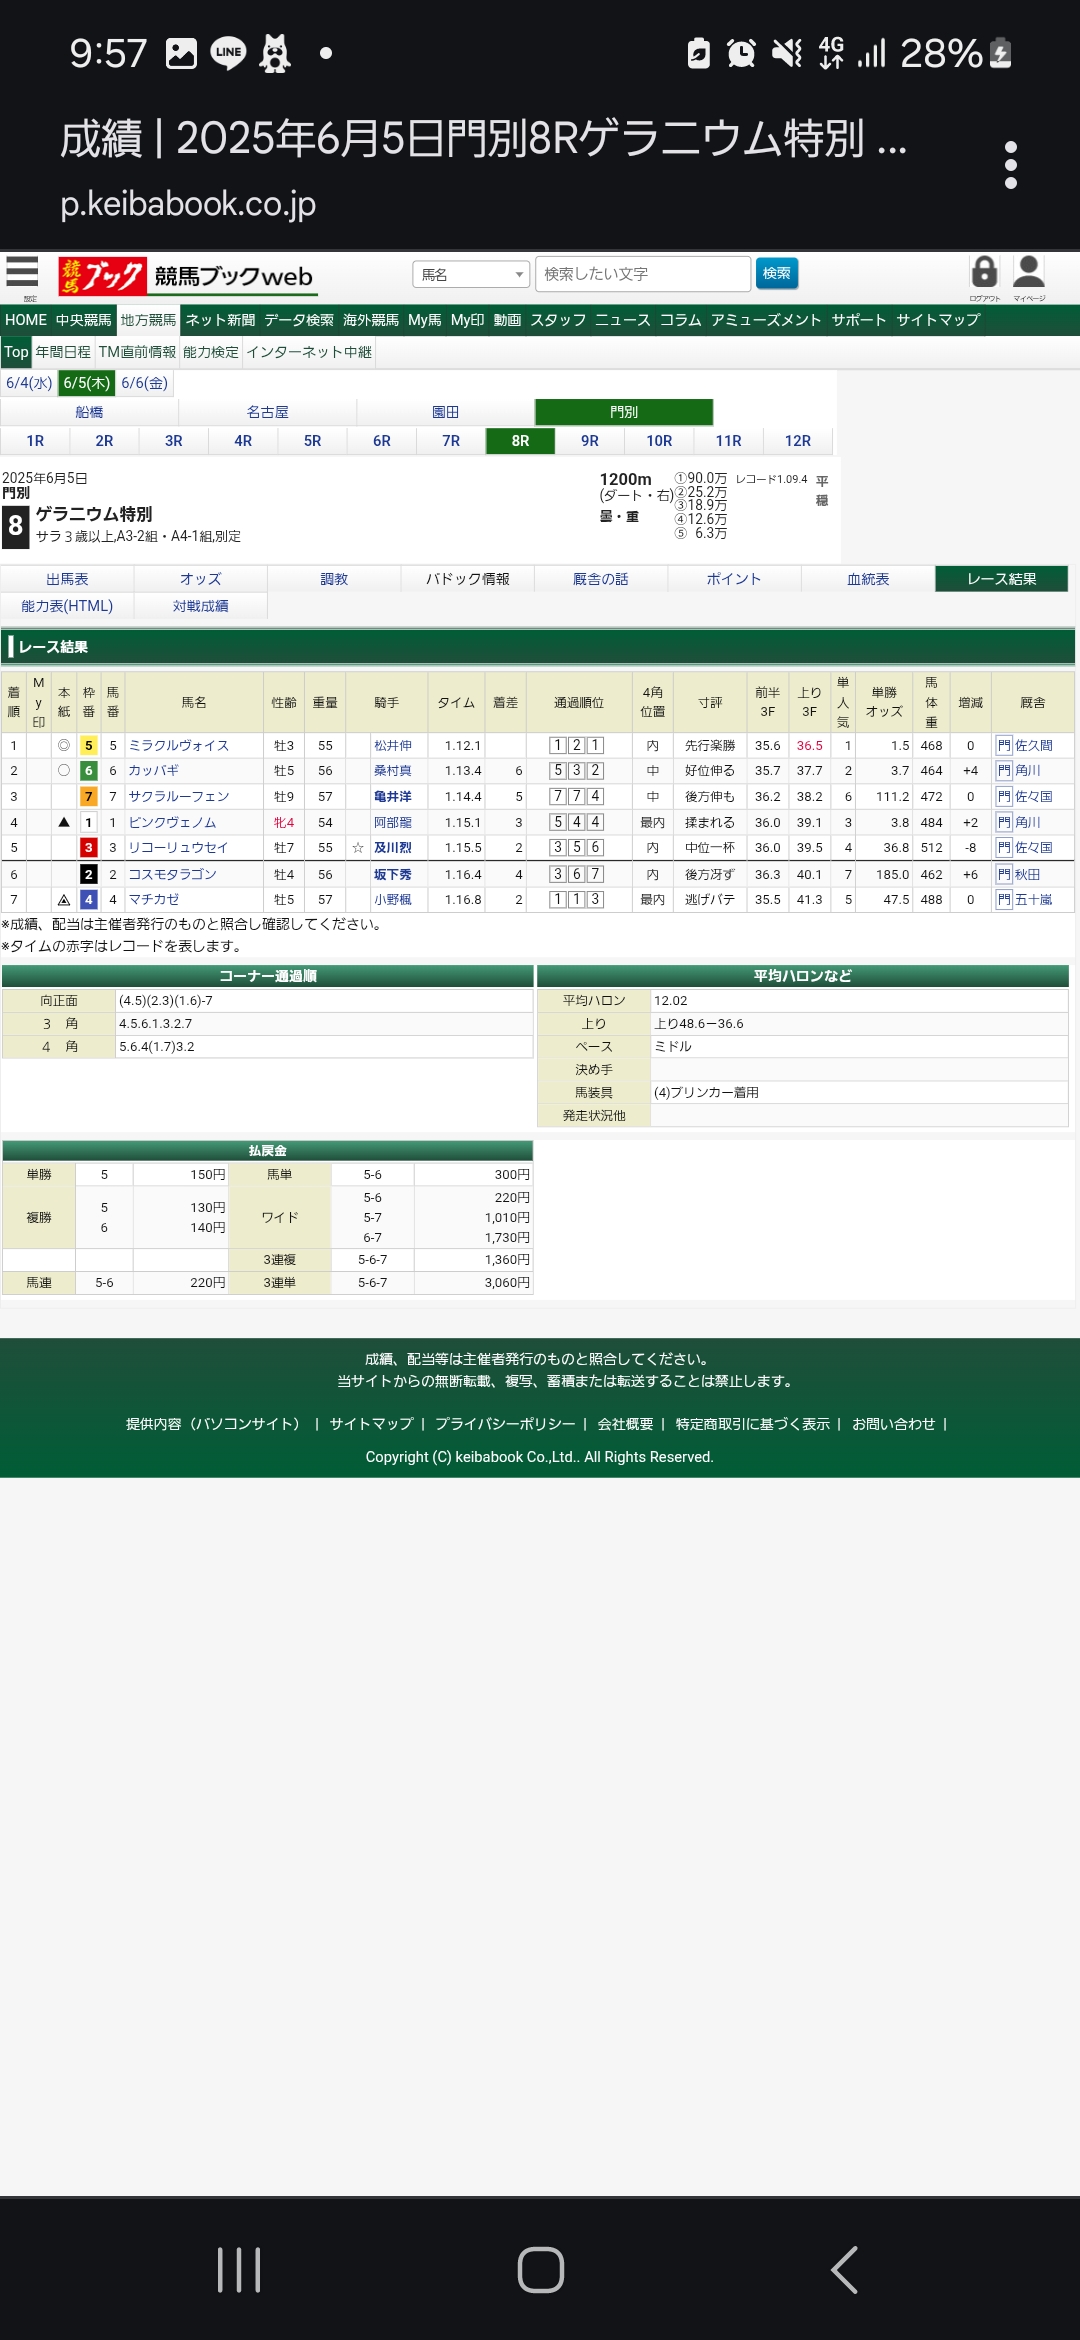 9:57 LINE 4G 28%
成績 | 2025年6月5日門別8Rゲラニウム特別 ...
p.keibabook.co.jp
設定 競馬ブック 競馬ブックweb 馬名 検索したい文字 検索 ログアウト マイページ
HOME 中央競馬 地方競馬 ネット新聞 データ検索 海外競馬 My馬 My印 動画 スタッフ ニュース コラム アミューズメント サポート サイトマップ
Top 年間日程 TM直前情報 能力検定 インターネット中継
6/4(水) 6/5(木) 6/6(金)
船橋 名古屋 園田 門別
1R 2R 3R 4R 5R 6R 7R 8R 9R 10R 11R 12R
2025年6月5日
門別
8 ゲラニウム特別
サラ３歳以上,A3-2組・A4-1組,別定
1200m
(ダート・右)
曇・重
①90.0万
②25.2万
③18.9万
④12.6万
⑤ 6.3万
レコード1.09.4
平穏
出馬表 オッズ 調教 パドック情報 厩舎の話 ポイント 血統表 レース結果
能力表(HTML) 対戦成績
レース結果
着順 My印 本紙 枠番 馬番 馬名 性齢 重量 騎手 タイム 着差 通過順位 4角位置 寸評 前半3F 上り3F 単人気 単勝オッズ 馬体重 増減 厩舎
1 ◎ 5 5 ミラクルヴォイス 牡3 55 松井伸 1.12.1 1 2 1 内 先行楽勝 35.6 36.5 1 1.5 468 0 門 佐久間
2 ○ 6 6 カッパギ 牡5 56 桑村真 1.13.4 6 5 3 2 中 好位伸る 35.7 37.7 2 3.7 464 +4 門 角川
3 7 7 サクラルーフェン 牡9 57 亀井洋 1.14.4 5 7 7 4 中 後方伸も 36.2 38.2 6 111.2 472 0 門 佐々国
4 ▲ 1 1 ピンクヴェノム 牝4 54 阿部龍 1.15.1 3 5 4 4 最内 揉まれる 36.0 39.1 3 3.8 484 +2 門 角川
5 3 3 リコーリュウセイ 牡7 55 ☆ 及川烈 1.15.5 2 3 5 6 内 中位一杯 36.0 39.5 4 36.8 512 -8 門 佐々国
6 2 2 コスモタラゴン 牡4 56 坂下秀 1.16.4 4 3 6 7 内 後方冴ず 36.3 40.1 7 185.0 462 +6 門 秋田
7 4 4 マチカゼ 牡5 57 小野楓 1.16.8 2 1 1 3 最内 逃げバテ 35.5 41.3 5 47.5 488 0 門 五十嵐
※成績、配当は主催者発行のものと照合し確認してください。
※タイムの赤字はレコードを表します。
コーナー通過順
向正面 (4.5)(2.3)(1.6)-7
３ 角 4.5.6.1.3.2.7
４ 角 5.6.4(1.7)3.2
平均ハロンなど
平均ハロン 12.02
上り 上り48.6ー36.6
ペース ミドル
決め手
馬装具 (4)ブリンカー着用
発走状況他
払戻金
単勝 5 150円 馬単 5-6 300円
複勝 5 130円 6 140円 ワイド 5-6 220円
5-7 1,010円
6-7 1,730円
3連複 5-6-7 1,360円
馬連 5-6 220円 3連単 5-6-7 3,060円
成績、配当等は主催者発行のものと照合してください。
当サイトからの無断転載、複写、蓄積または転送することは禁止します。
提供内容（パソコンサイト） | サイトマップ | プライバシーポリシー | 会社概要 | 特定商取引に基づく表示 | お問い合わせ |
Copyright (C) keibabook Co.,Ltd.. All Rights Reserved.